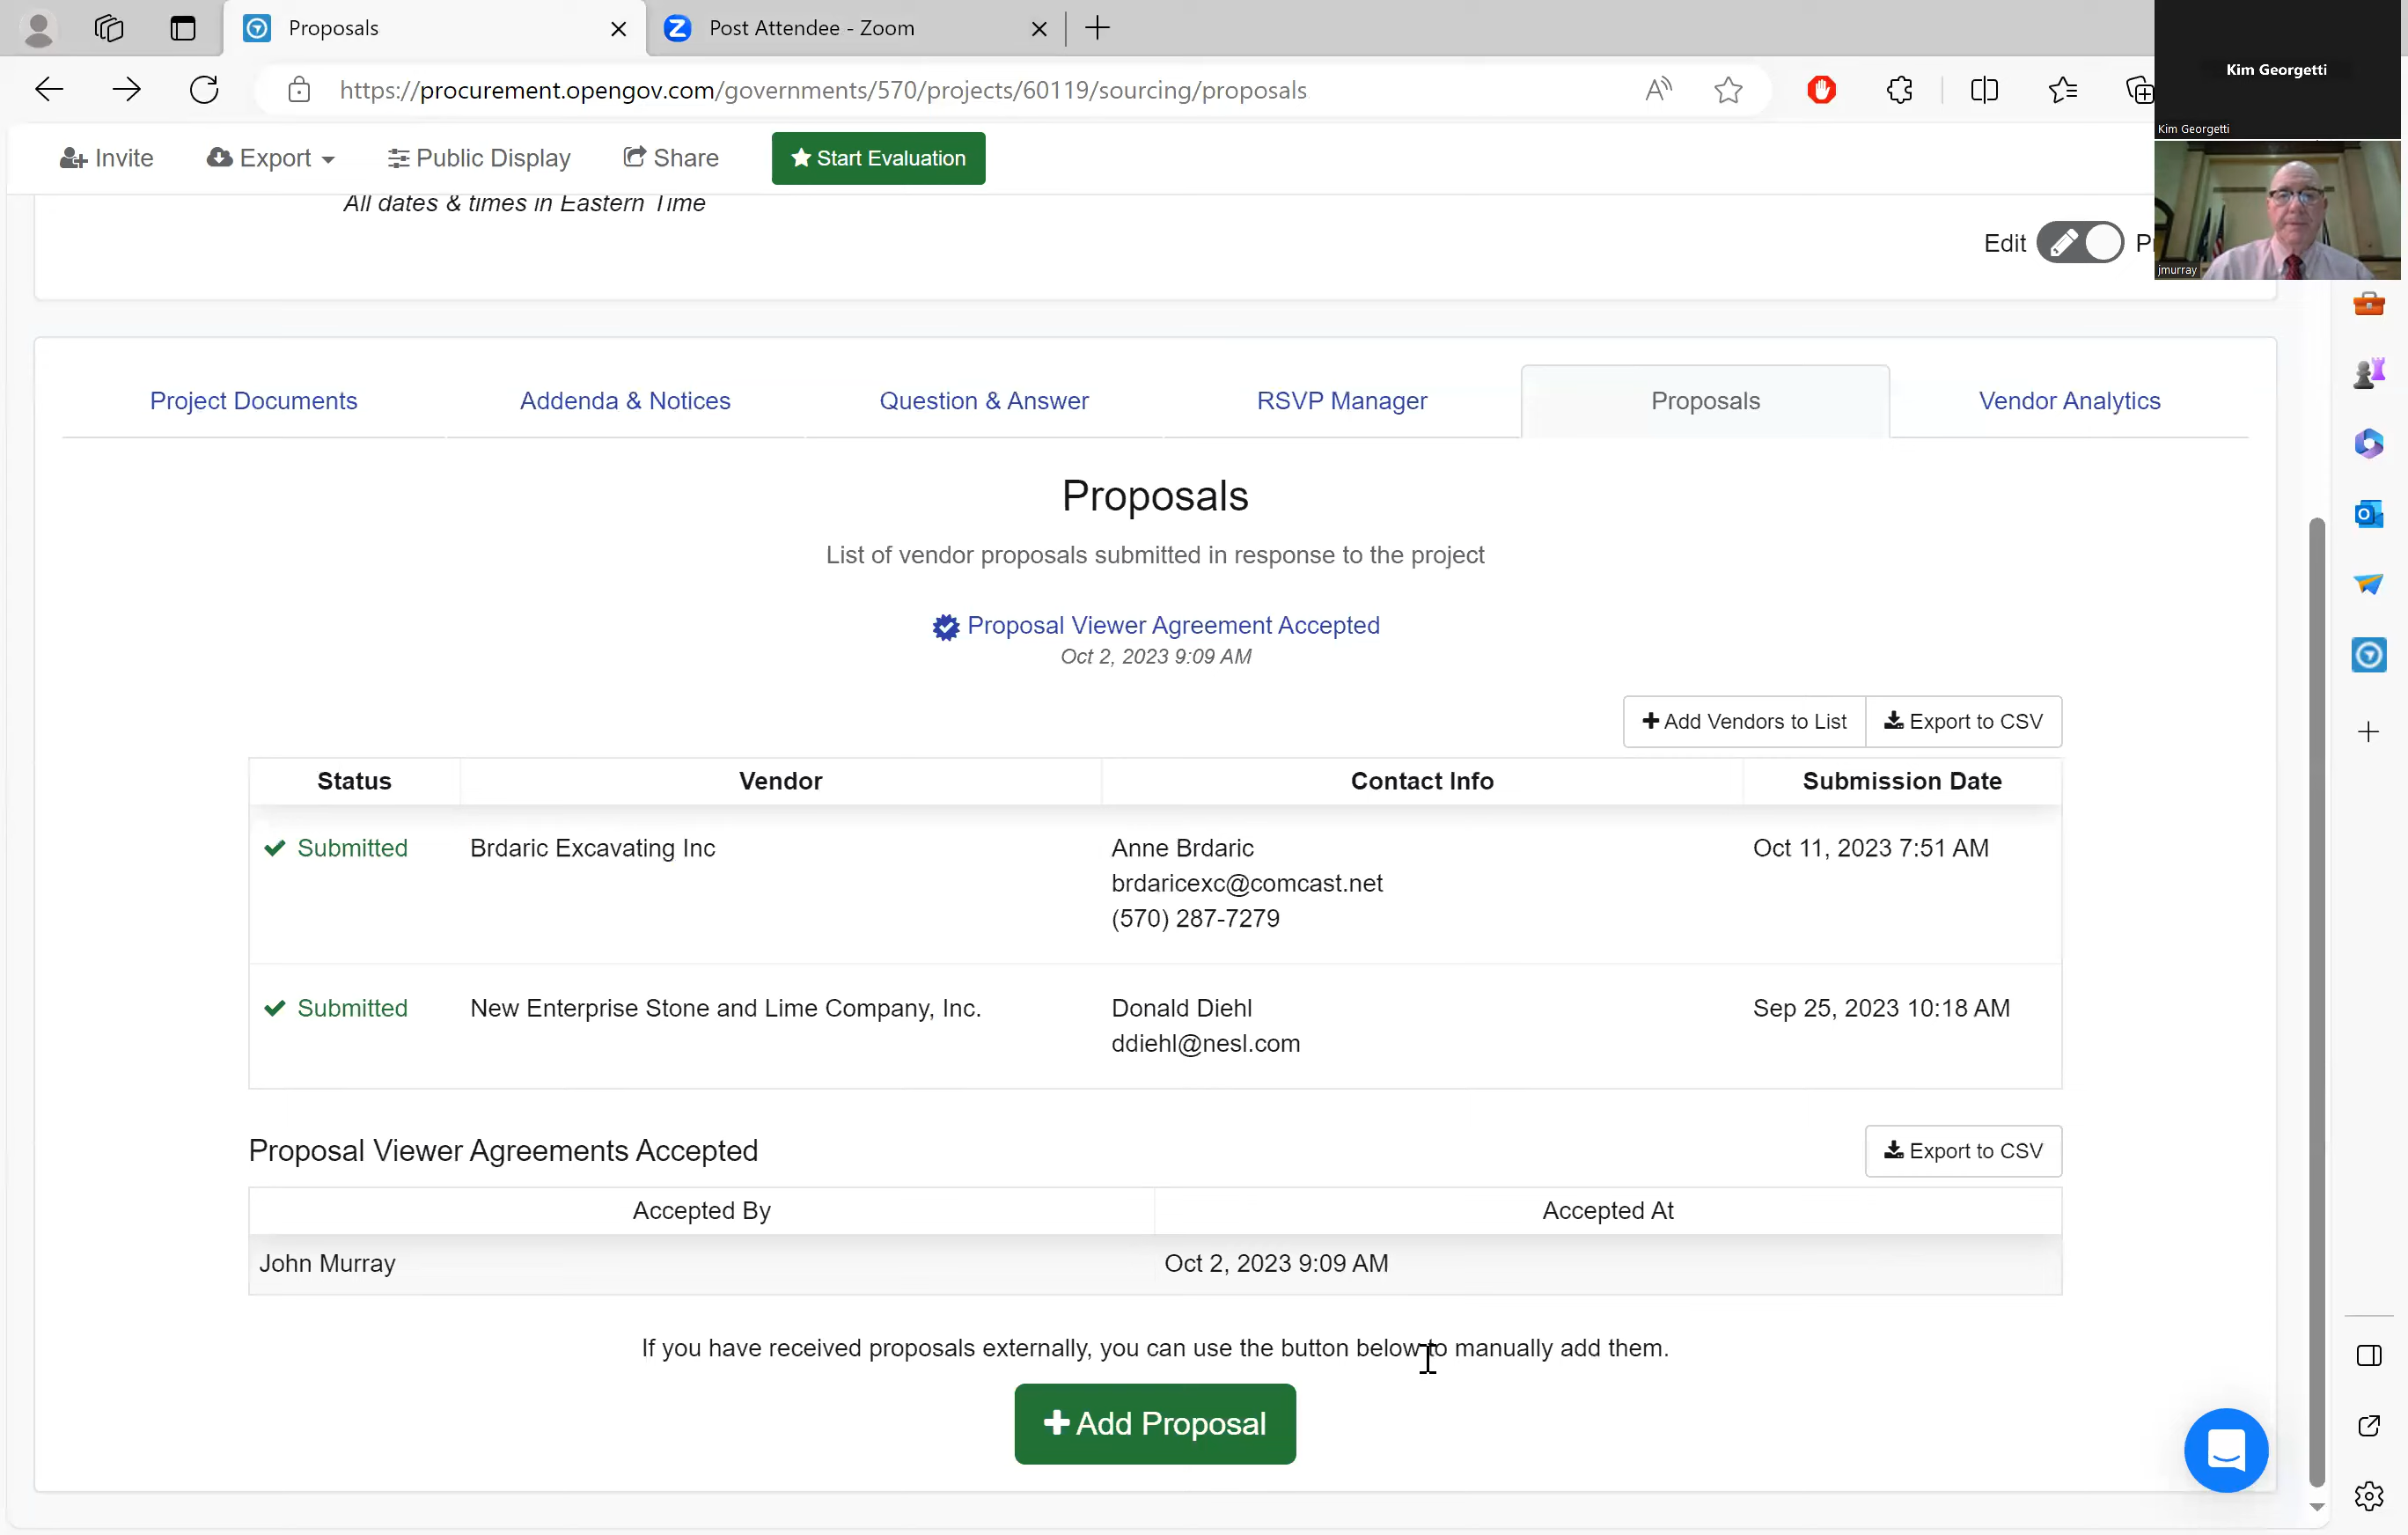 Proposals
Post Attendee - Zoom
https://procurement.opengov.com/governments/570/projects/60119/sourcing/proposals
Kim Georgetti
Kim Georgetti
Invite
Export
Public Display
Share
Start Evaluation
All dates & times in Eastern Time
Edit
jmurray
Project Documents
Addenda & Notices
Question & Answer
RSVP Manager
Proposals
Vendor Analytics
Proposals
List of vendor proposals submitted in response to the project
Proposal Viewer Agreement Accepted
Oct 2, 2023 9:09 AM
Add Vendors to List
Export to CSV
Status Vendor Contact Info Submission Date
Submitted Brdaric Excavating Inc Anne Brdaric Oct 11, 2023 7:51 AM
brdaricexc@comcast.net
(570) 287-7279
Submitted New Enterprise Stone and Lime Company, Inc. Donald Diehl Sep 25, 2023 10:18 AM
ddiehl@nesl.com
Proposal Viewer Agreements Accepted
Export to CSV
Accepted By Accepted At
John Murray Oct 2, 2023 9:09 AM
If you have received proposals externally, you can use the button below to manually add them.
Add Proposal